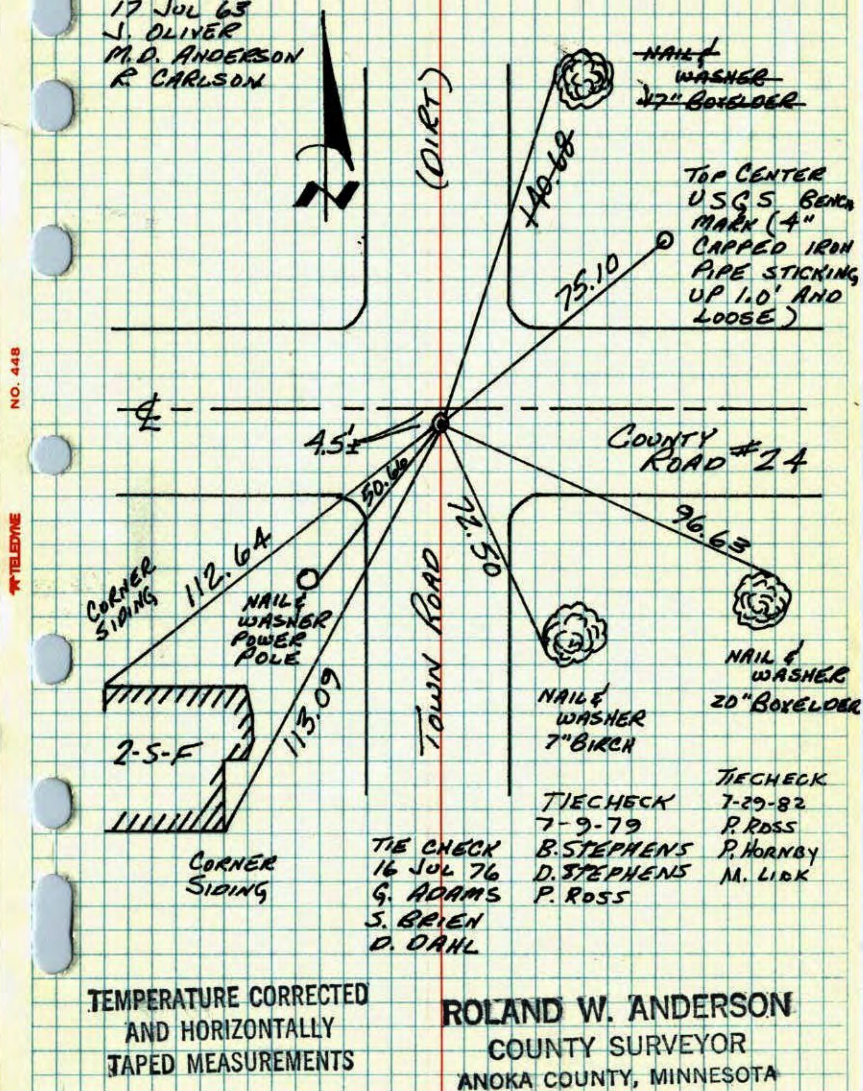 17 JUL 63
J. OLIVER
M.D. ANDERSON
R CARLSON
(DIRT)
NAIL &
WASHER
17" BOXELDER
140.68
TOP CENTER
USGS BENCH
MARK (4"
CAPPED IRON
PIPE STICKING
UP 1.0' AND
LOOSE)
75.10
N
NO. 448
℄
4.5'±
COUNTY
ROAD #24
50.66
72.50
96.63
TELEDYNE
112.64
CORNER
SIDING
NAIL &
WASHER
POWER
POLE
TOWN ROAD
113.09
NAIL &
WASHER
20" BOXELDER
NAIL &
WASHER
7" BIRCH
2-S-F
CORNER
SIDING
TIE CHECK
16 JUL 76
G. ADAMS
S. BRIEN
D. DAHL
TIECHECK
7-9-79
B. STEPHENS
D. STEPHENS
P. ROSS
TIECHECK
7-29-82
P. ROSS
P. HORNBY
M. LIDK
TEMPERATURE CORRECTED
AND HORIZONTALLY
TAPED MEASUREMENTS
ROLAND W. ANDERSON
COUNTY SURVEYOR
ANOKA COUNTY, MINNESOTA